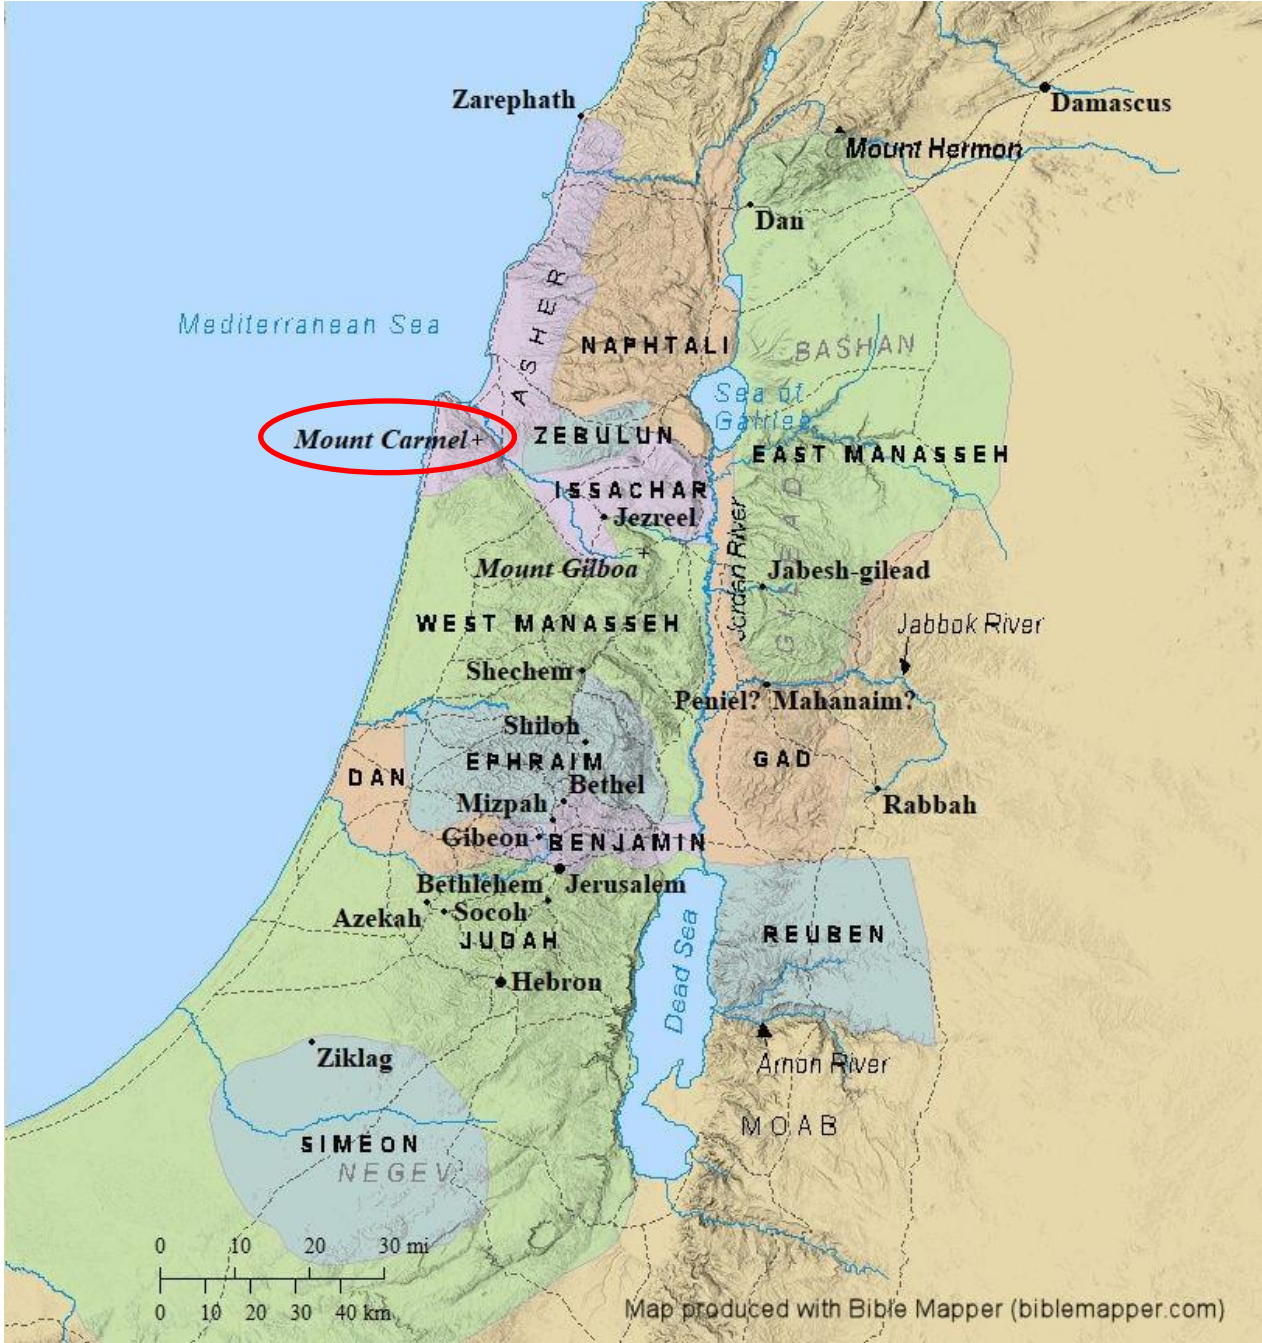 Zarephath
Damascus
Mount Hermon
Dan
Mediterranean Sea
ASHER
NAPHTALI
BASHAN
Sea of
Galilee
Mount Carmel
ZEBULUN
EAST MANASSEH
ISSACHAR
GILEAD
Jezreel
Jordan River
Mount Gilboa
Jabesh-gilead
WEST MANASSEH
Jabbok River
Shechem
Peniel? Mahanaim?
Shiloh
EPHRAIM
GAD
DAN
Bethel
Mizpah
Rabbah
Gibeon
BENJAMIN
Bethlehem
Jerusalem
Azekah
Socoh
JUDAH
REUBEN
Dead Sea
Hebron
Ziklag
Arnon River
MOAB
SIMEON
NEGEV
0 10 20 30 mi
0 10 20 30 40 km
Map produced with Bible Mapper (biblemapper.com)